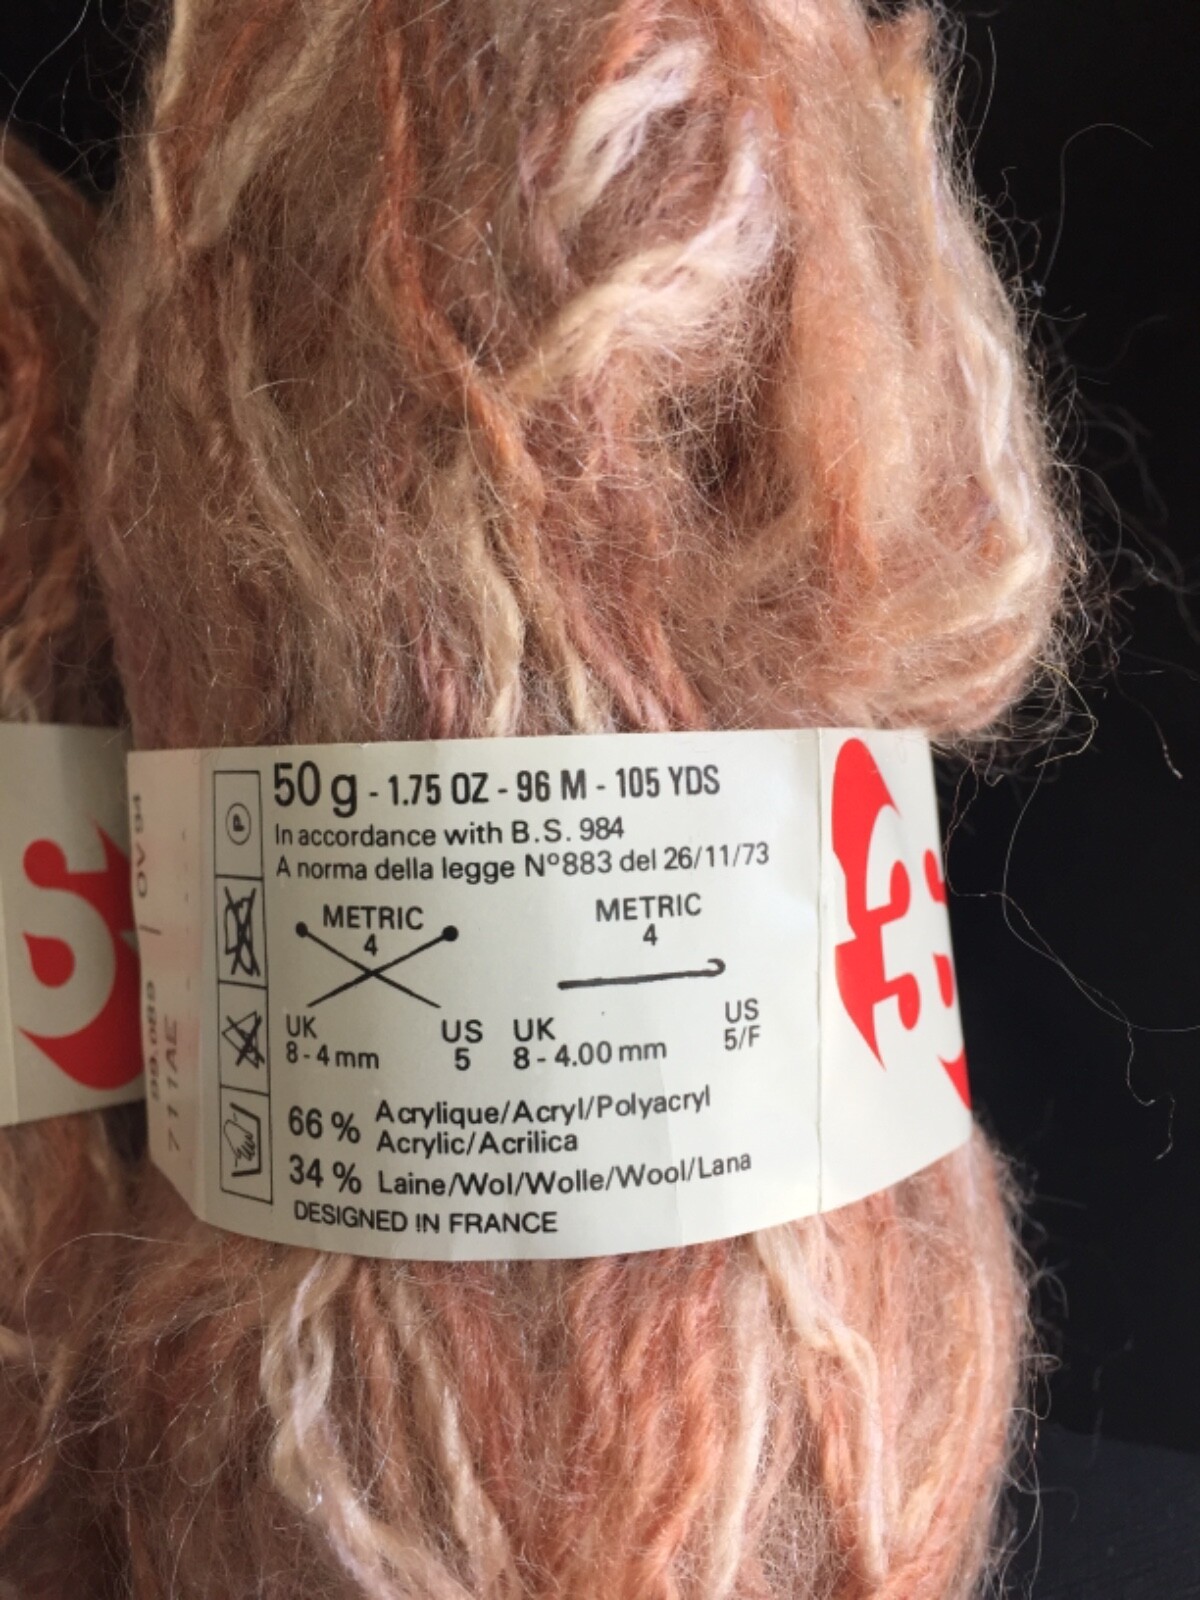 50 g - 1.75 OZ - 96 M - 105 YDS
In accordance with B.S. 984
A norma della legge Nº883 del 26/11/73
METRIC
4
METRIC
4
UK
8 - 4 mm
US
5
UK
8 - 4.00 mm
US
5/F
66 % Acrylique/Acryl/Polyacryl
Acrylic/Acrilica
34 % Laine/Wol/Wolle/Wool/Lana
DESIGNED IN FRANCE
P
711AE